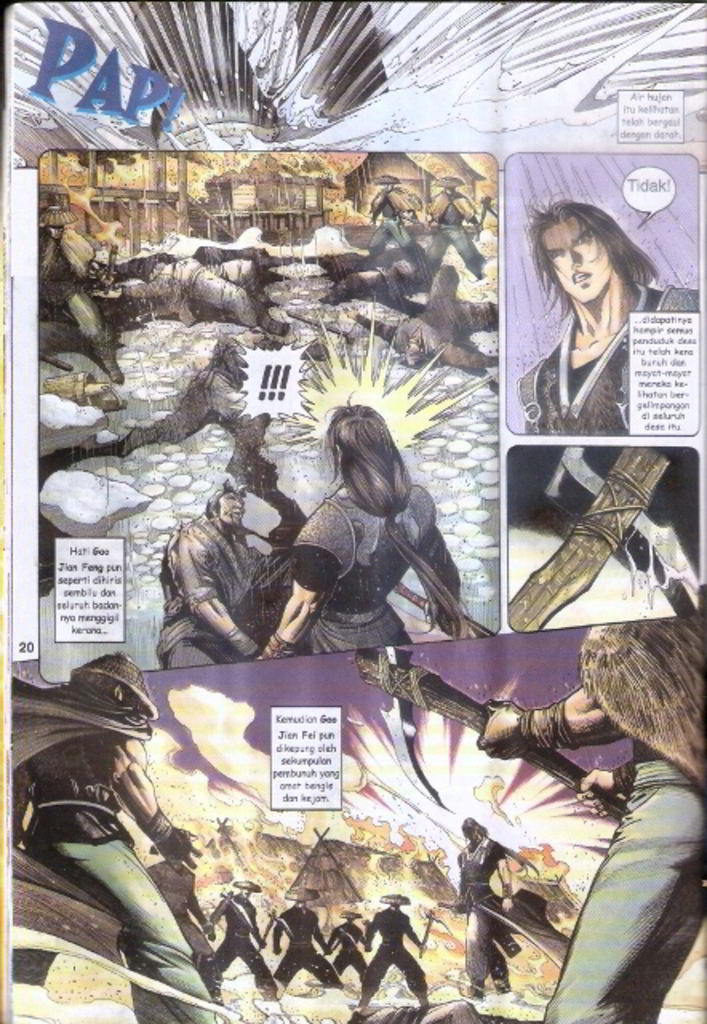 PAP!
Air hujan
itu kelihatan
telah bergaul
dengan darah.
!!!
Hati Gao
Jian Feng pun
seperti dihiris
sembilu dan
seluruh badan-
nya menggigil
kerana...
Tidak!
..didapatinya
hampir semua
penduduk desa
itu telah kena
bunuh dan
mayat-mayat
mereka ke-
lihatan ber-
gelimpangan
di seluruh
desa itu.
20
Kemudian Gao
Jian Fei pun
dikepung oleh
sekumpulan
pembunuh yang
amat bengis
dan kejam.